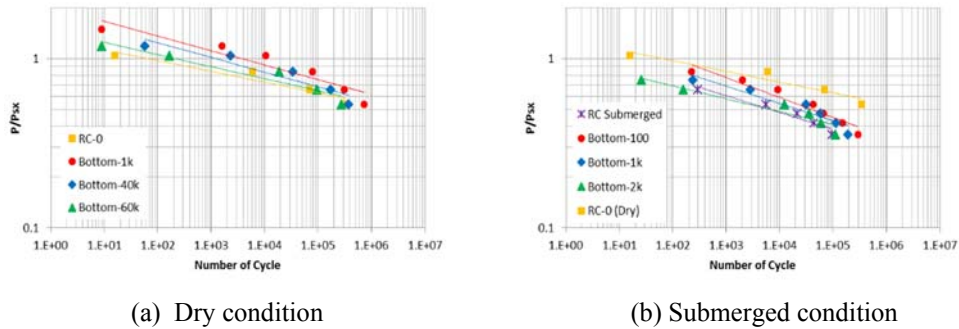 1
0.1
P/Psx
RC-0
Bottom-1k
Bottom-40k
Bottom-60k
1.E+00 1.E+01 1.E+02 1.E+03 1.E+04 1.E+05 1.E+06 1.E+07
Number of Cycle
(a) Dry condition
1
0.1
P/Psx
RC Submerged
Bottom-100
Bottom-1k
Bottom-2k
RC-0 (Dry)
1.E+00 1.E+01 1.E+02 1.E+03 1.E+04 1.E+05 1.E+06 1.E+07
Number of Cycle
(b) Submerged condition